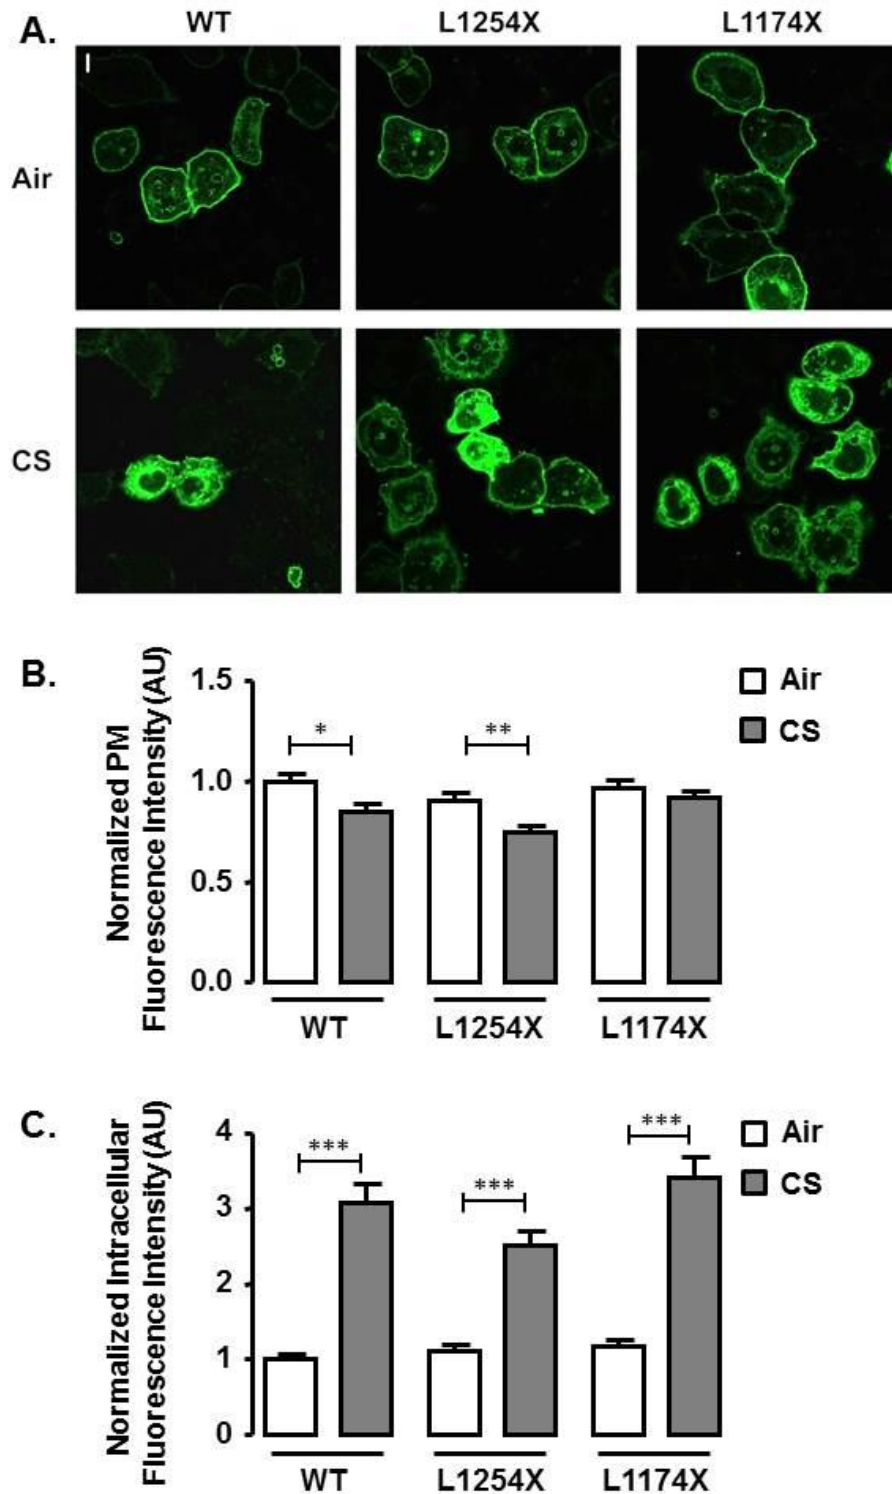 A.
WT L1254X L1174X
Air
CS
B.
Normalized PM
Fluorescence Intensity (AU)
1.5
1.0
0.5
0.0
* **
Air
CS
WT L1254X L1174X
C.
Normalized Intracellular
Fluorescence Intensity (AU)
4
3
2
1
0
*** *** ***
Air
CS
WT L1254X L1174X